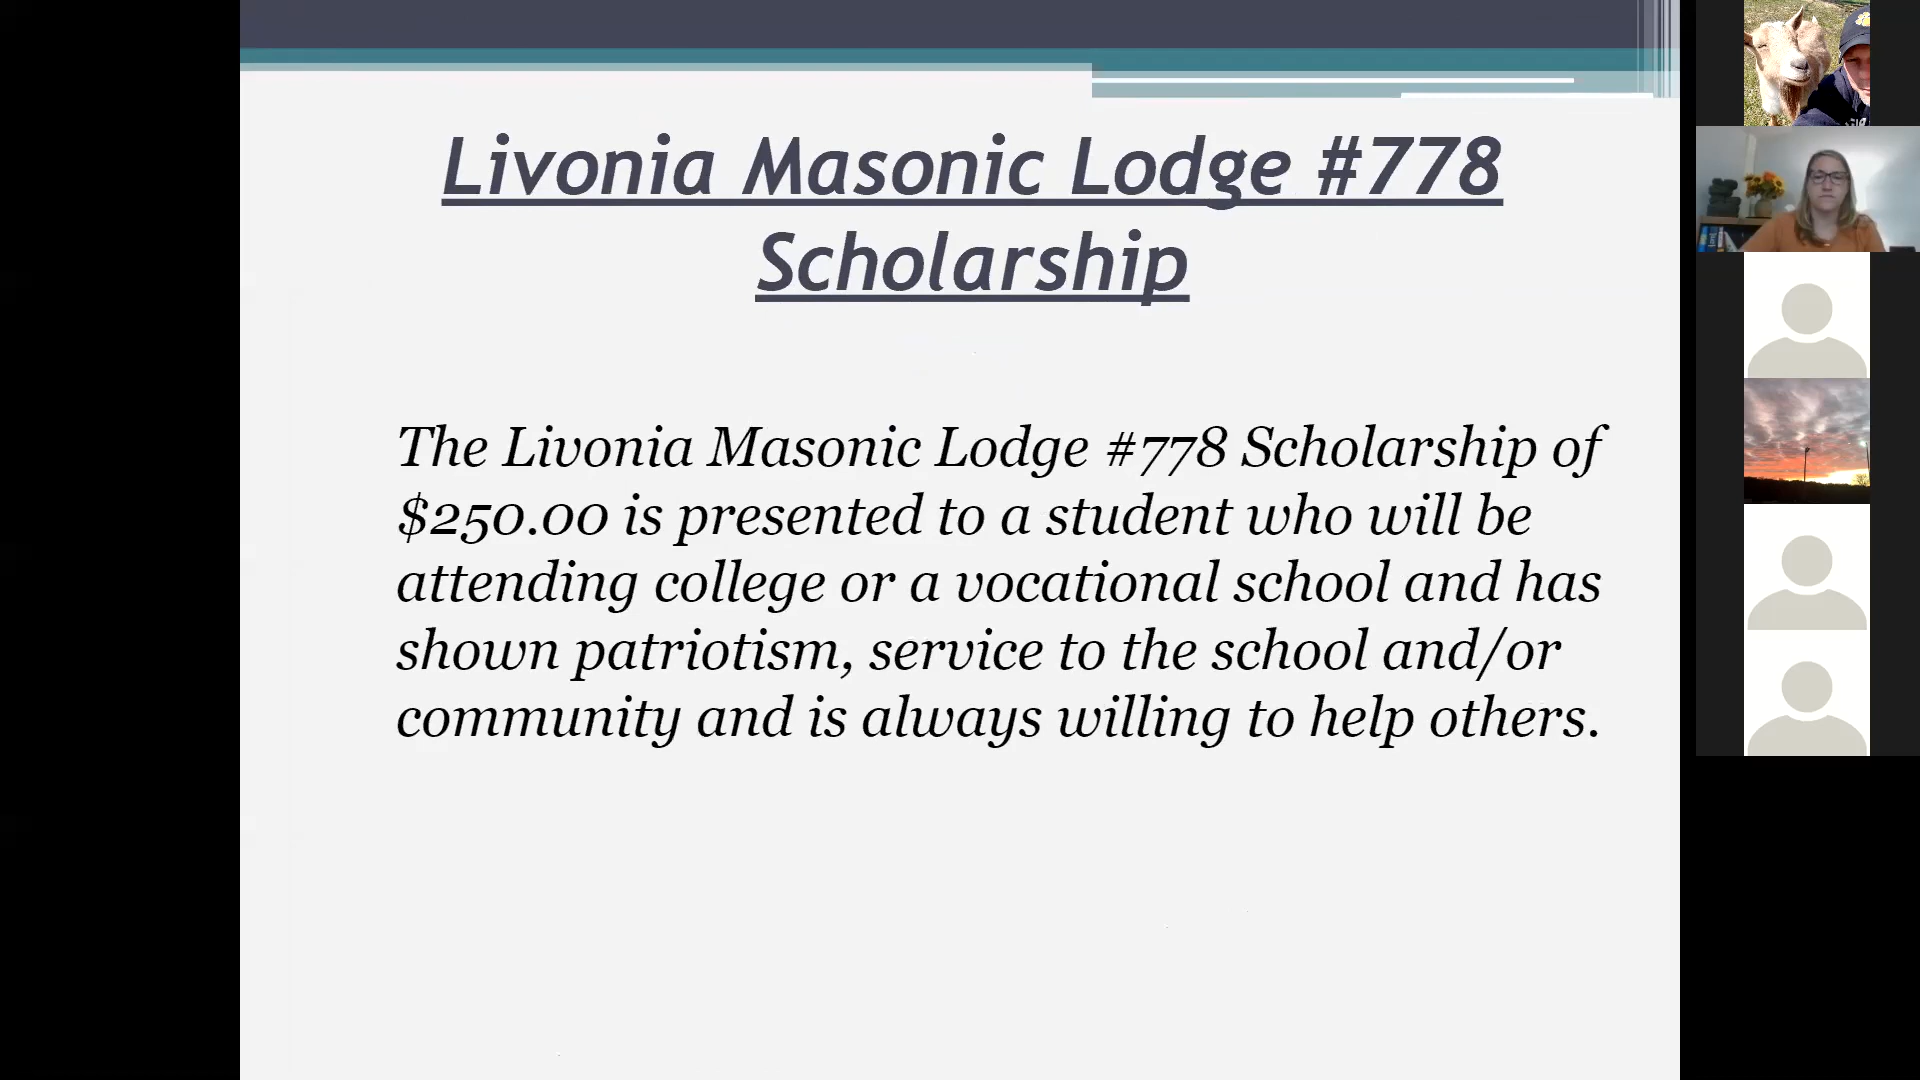 Livonia Masonic Lodge #778
Scholarship
The Livonia Masonic Lodge #778 Scholarship of
$250.00 is presented to a student who will be
attending college or a vocational school and has
shown patriotism, service to the school and/or
community and is always willing to help others.